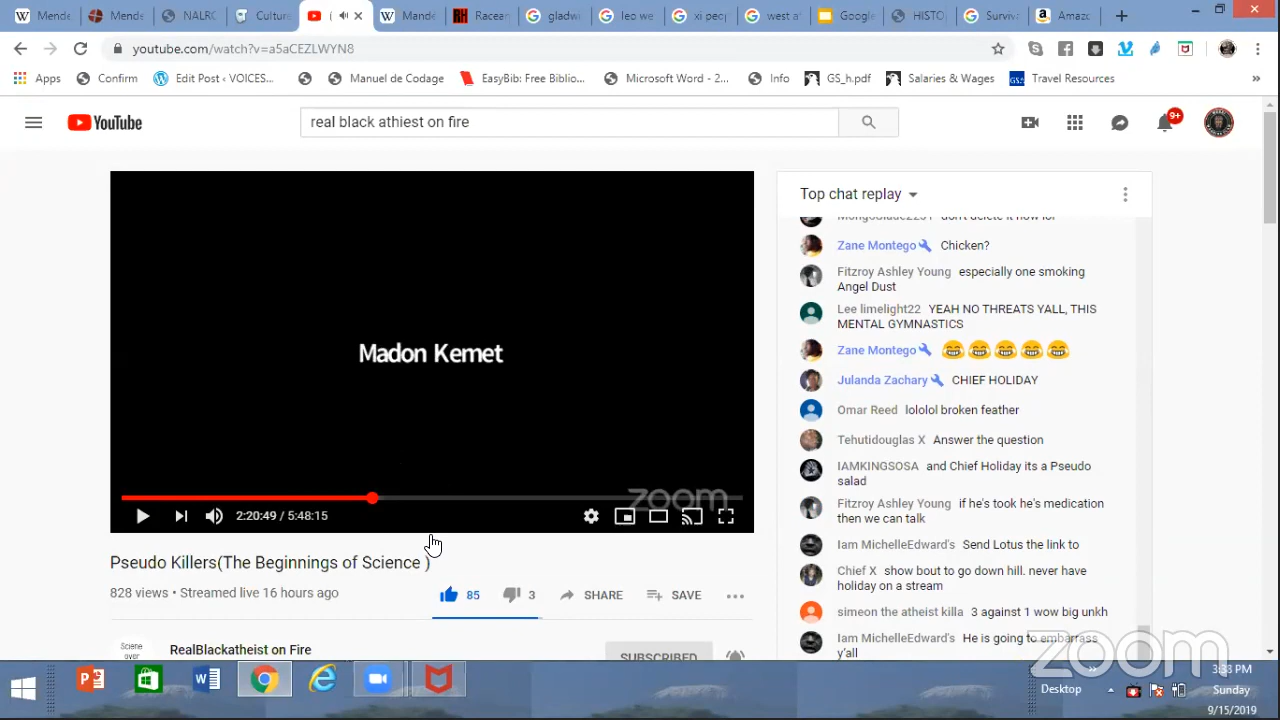 Mende
Mende
NALRC
Culture
Mandé
Racean
gladw
leo we
xi peop
west af
Google
HISTO
Surviv
Amazo
youtube.com/watch?v=a5aCEZLWYN8
Apps
Confirm
Edit Post ‹ VOICES...
Manuel de Codage
EasyBib: Free Biblio...
Microsoft Word - 2...
Info
GS_h.pdf
Salaries & Wages
Travel Resources
»
YouTube
real black athiest on fire
9+
Top chat replay
Zane Montego Chicken?
Fitzroy Ashley Young especially one smoking
Angel Dust
Lee limelight22 YEAH NO THREATS YALL, THIS
MENTAL GYMNASTICS
Zane Montego 😂😂😂😂😂
Julanda Zachary CHIEF HOLIDAY
Omar Reed lololol broken feather
Tehutidouglas X Answer the question
IAMKINGSOSA and Chief Holiday its a Pseudo
salad
Fitzroy Ashley Young if he's took he's medication
then we can talk
Iam MichelleEdward's Send Lotus the link to
Chief X show bout to go down hill. never have
holiday on a stream
simeon the atheist killa 3 against 1 wow big unkh
Iam MichelleEdward's He is going to embarrass
y'all
Madon Kemet
zoom
2:20:49 / 5:48:15
Pseudo Killers(The Beginnings of Science )
828 views • Streamed live 16 hours ago
85
3
SHARE
SAVE
Sciene
over
RealBlackatheist on Fire
SUBSCRIBED
zoom
Desktop
»
3:33 PM
Sunday
9/15/2019